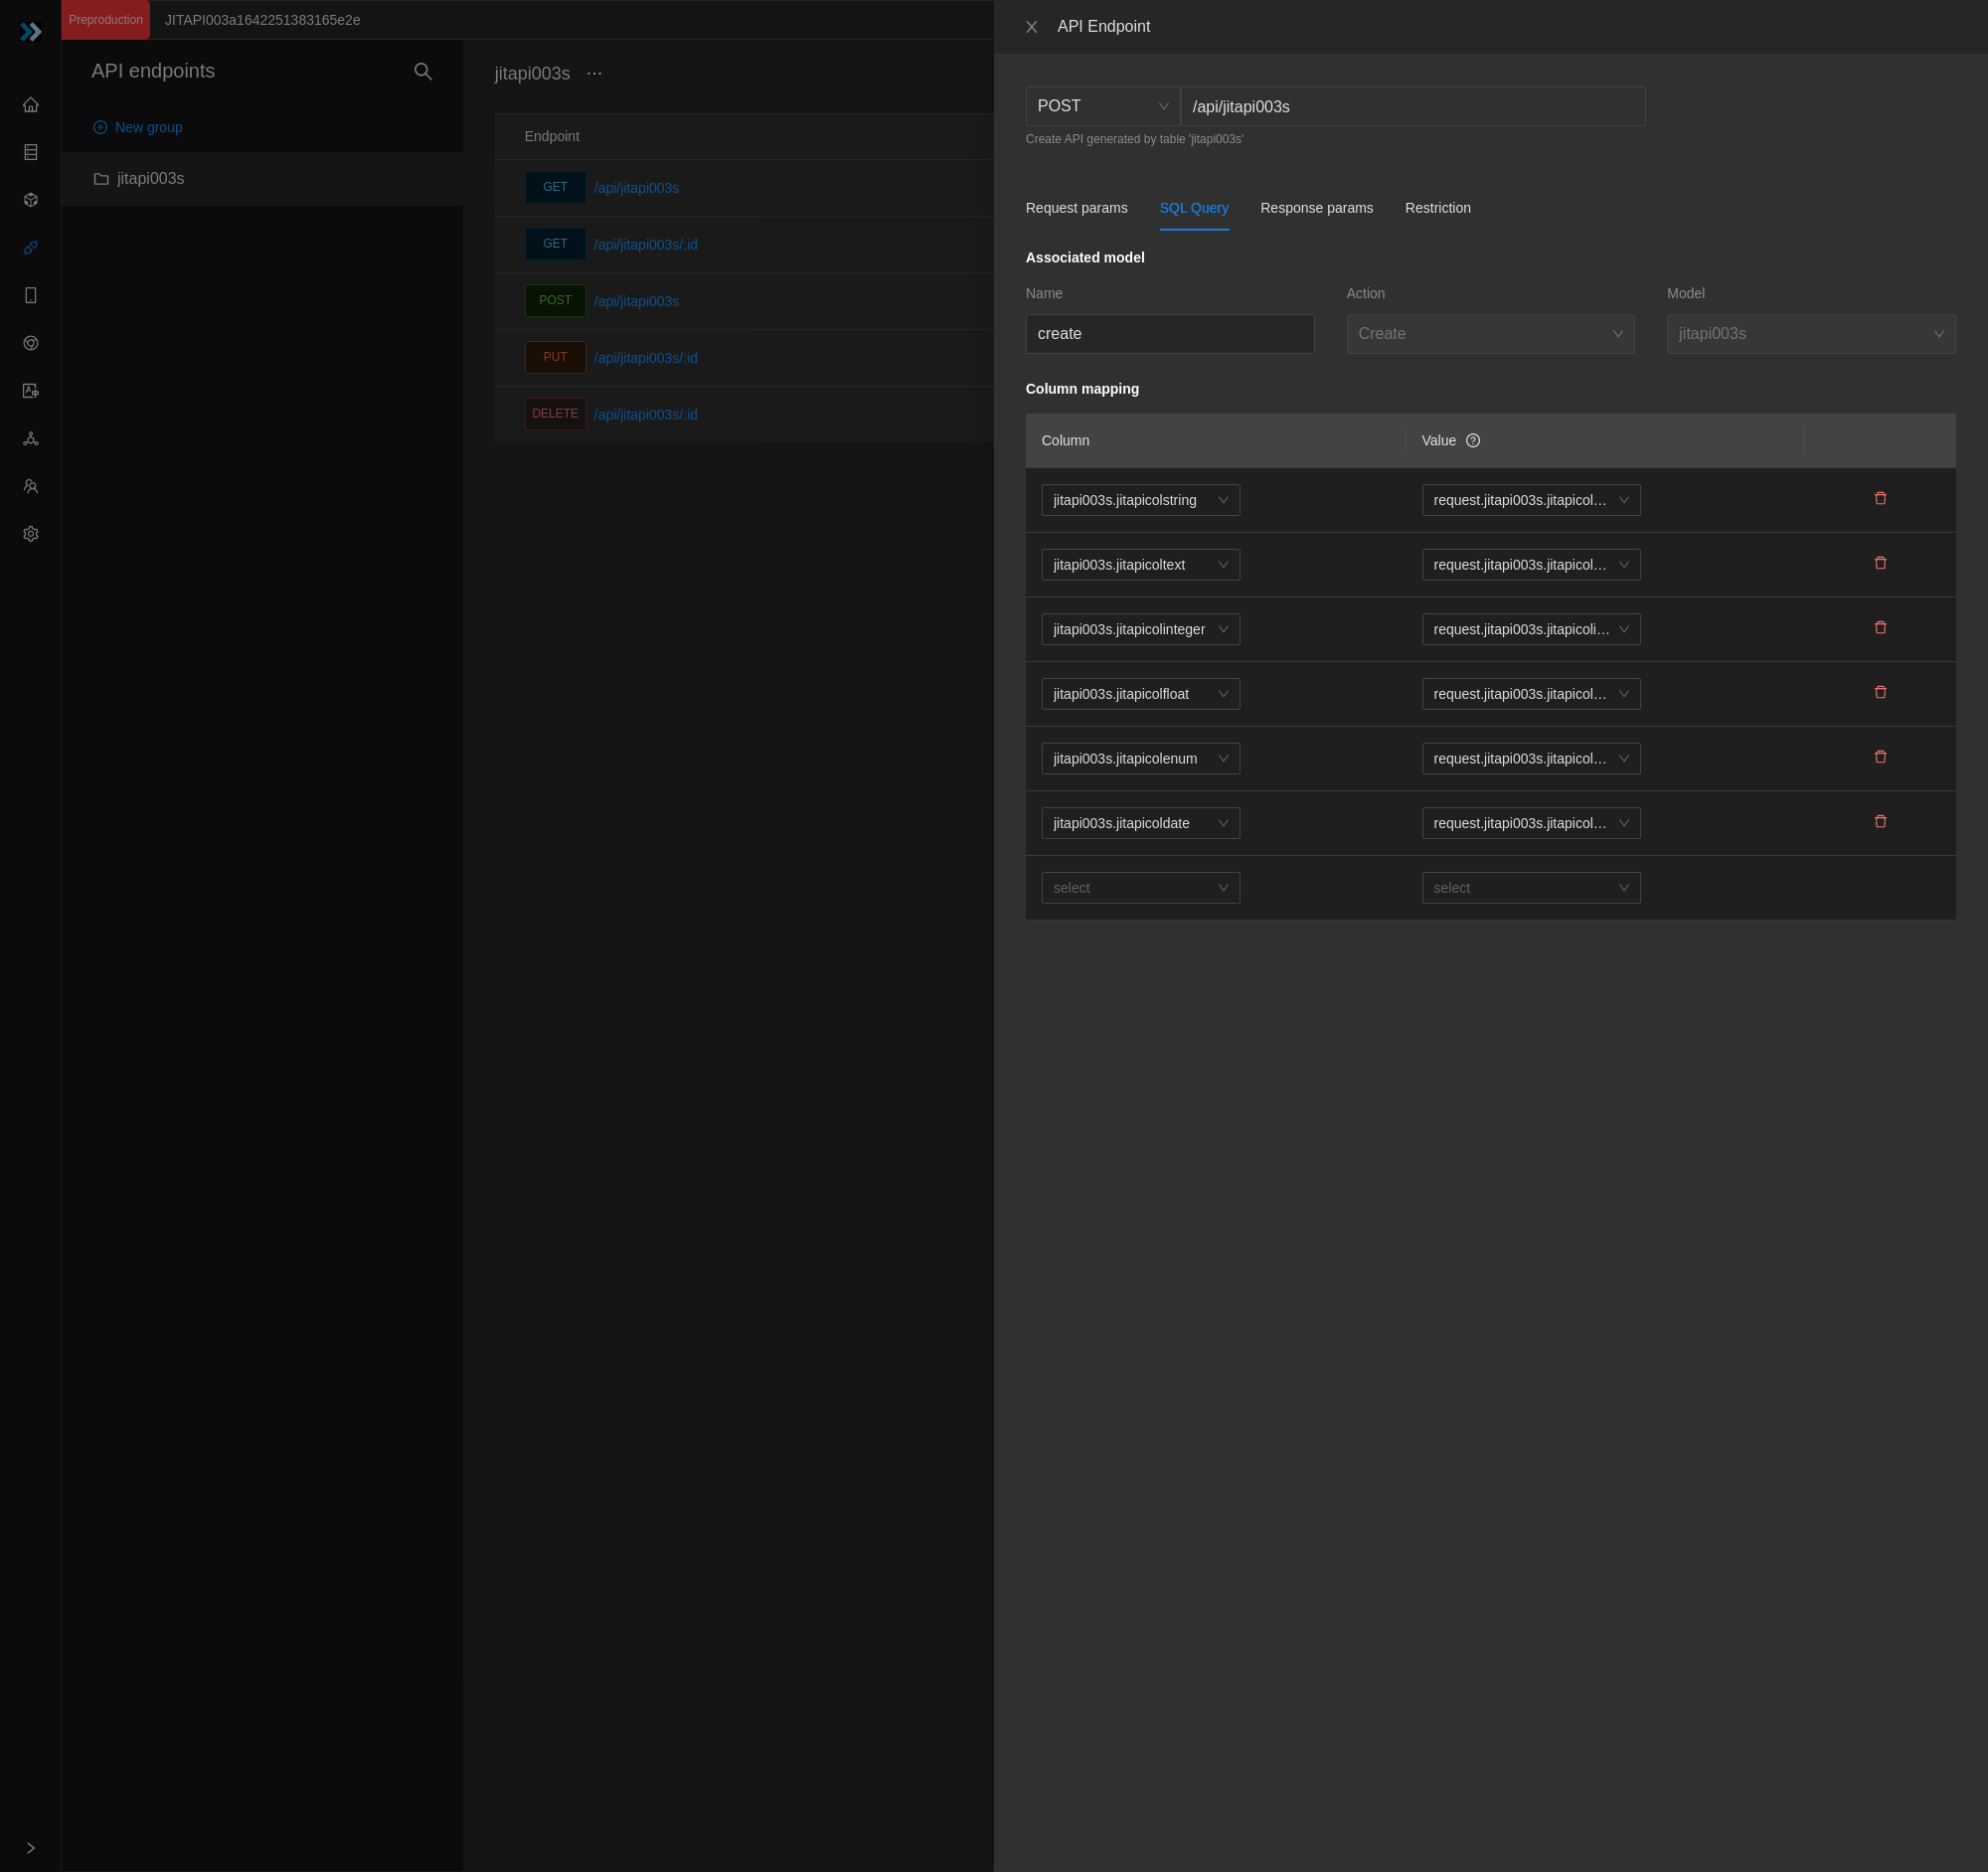 Preproduction JITAPI003a1642251383165e2e
API endpoints
New group
jitapi003s
jitapi003s ...
Endpoint
GET /api/jitapi003s
GET /api/jitapi003s/:id
POST /api/jitapi003s
PUT /api/jitapi003s/:id
DELETE /api/jitapi003s/:id
API Endpoint
POST /api/jitapi003s
Create API generated by table 'jitapi003s'
Request params SQL Query Response params Restriction
Associated model
Name Action Model
create Create jitapi003s
Column mapping
Column Value
jitapi003s.jitapicolstring request.jitapi003s.jitapicol...
jitapi003s.jitapicoltext request.jitapi003s.jitapicol...
jitapi003s.jitapicolinteger request.jitapi003s.jitapicoli...
jitapi003s.jitapicolfloat request.jitapi003s.jitapicol...
jitapi003s.jitapicolenum request.jitapi003s.jitapicol...
jitapi003s.jitapicoldate request.jitapi003s.jitapicol...
select select